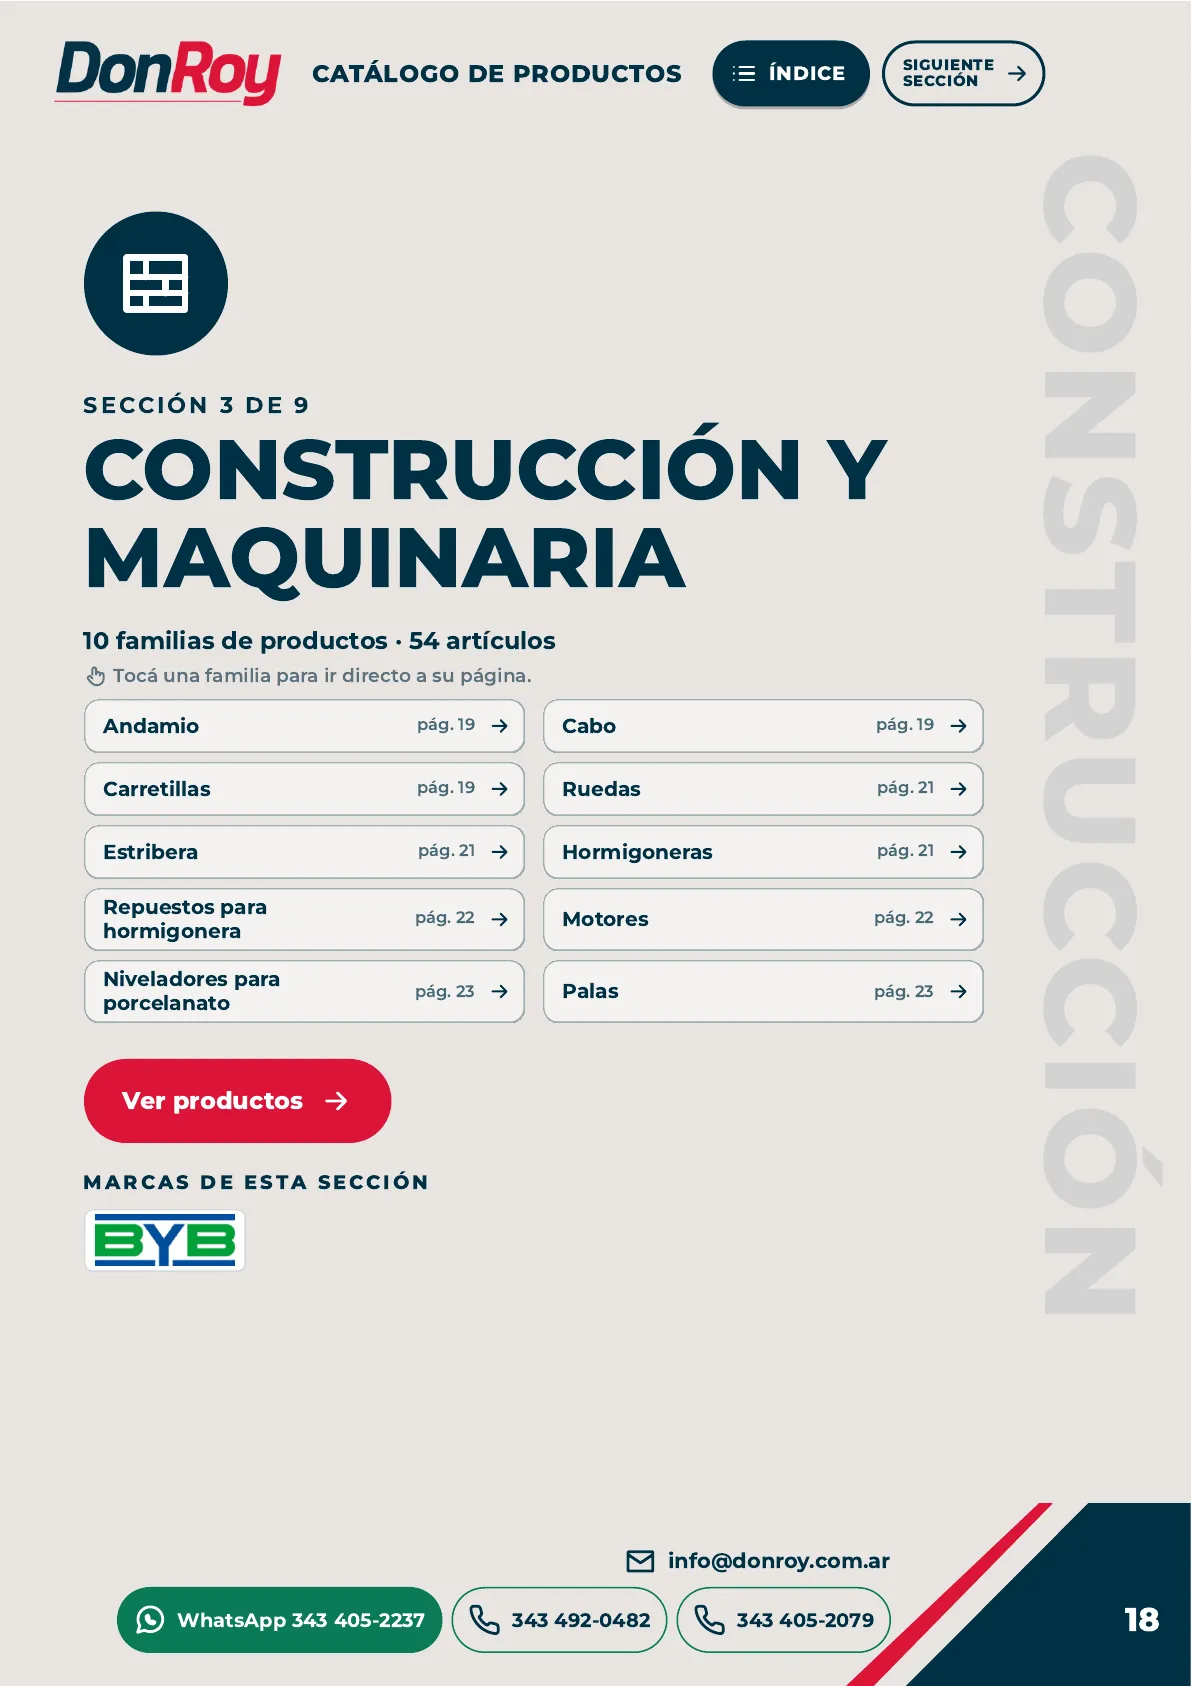 DonRoy
CATÁLOGO DE PRODUCTOS
ÍNDICE
SIGUIENTE
SECCIÓN
CONSTRUCCIÓN
SECCIÓN 3 DE 9
CONSTRUCCIÓN Y
MAQUINARIA
10 familias de productos · 54 artículos
Tocá una familia para ir directo a su página.
Andamio pág. 19
Cabo pág. 19
Carretillas pág. 19
Ruedas pág. 21
Estribera pág. 21
Hormigoneras pág. 21
Repuestos para
hormigonera pág. 22
Motores pág. 22
Niveladores para
porcelanato pág. 23
Palas pág. 23
Ver productos
MARCAS DE ESTA SECCIÓN
BYB
info@donroy.com.ar
WhatsApp 343 405-2237
343 492-0482
343 405-2079
18